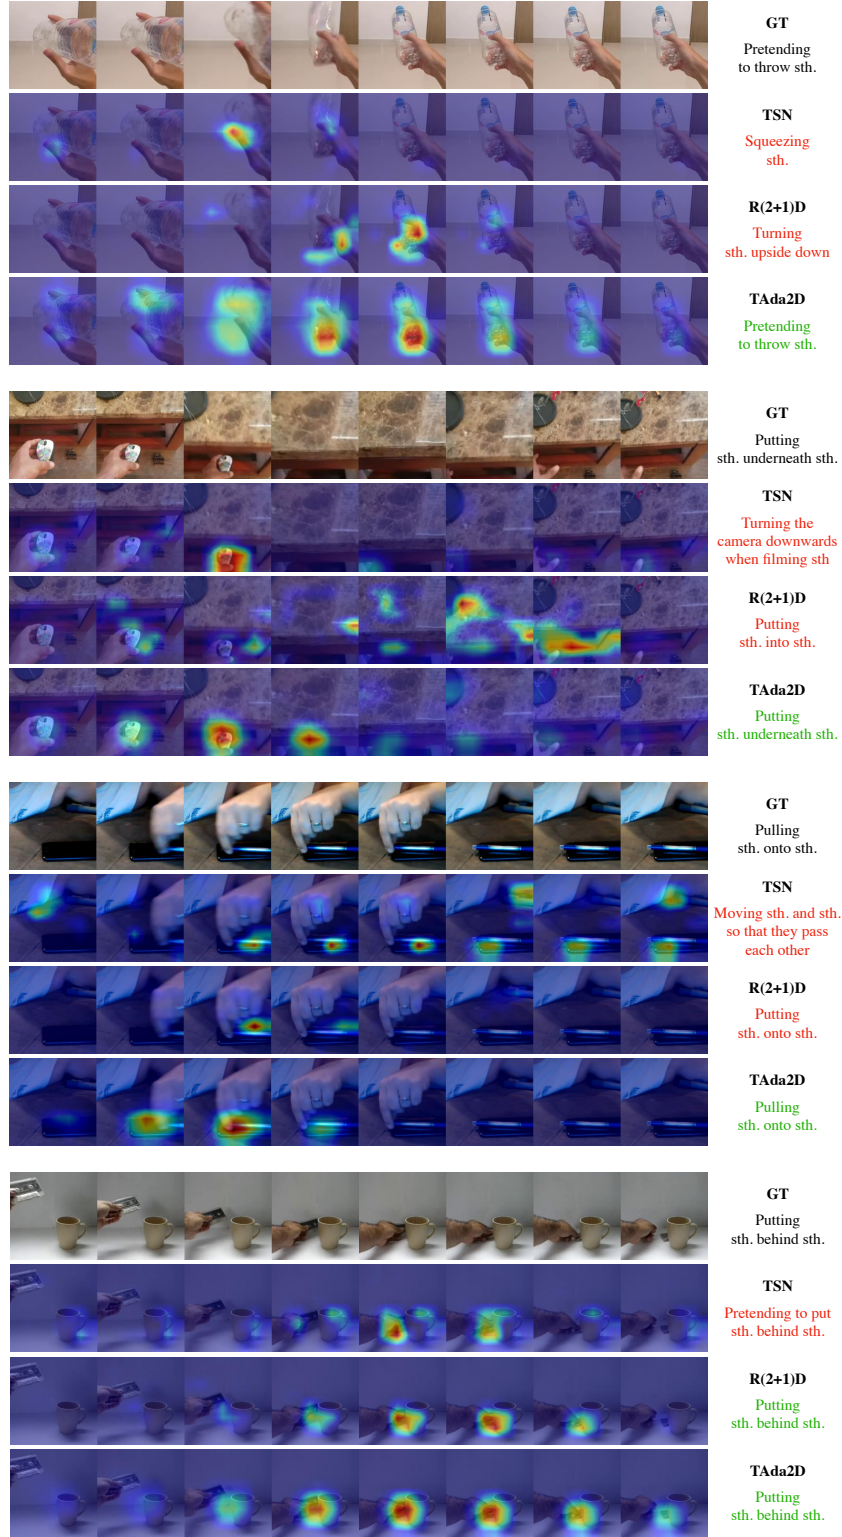 GT
Pretending
to throw sth.
TSN
Squeezing
sth.
R(2+1)D
Turning
sth. upside down
TAda2D
Pretending
to throw sth.
GT
Putting
sth. underneath sth.
TSN
Turning the
camera downwards
when filming sth
R(2+1)D
Putting
sth. into sth.
TAda2D
Putting
sth. underneath sth.
GT
Pulling
sth. onto sth.
TSN
Moving sth. and sth.
so that they pass
each other
R(2+1)D
Putting
sth. onto sth.
TAda2D
Pulling
sth. onto sth.
GT
Putting
sth. behind sth.
TSN
Pretending to put
sth. behind sth.
R(2+1)D
Putting
sth. behind sth.
TAda2D
Putting
sth. behind sth.